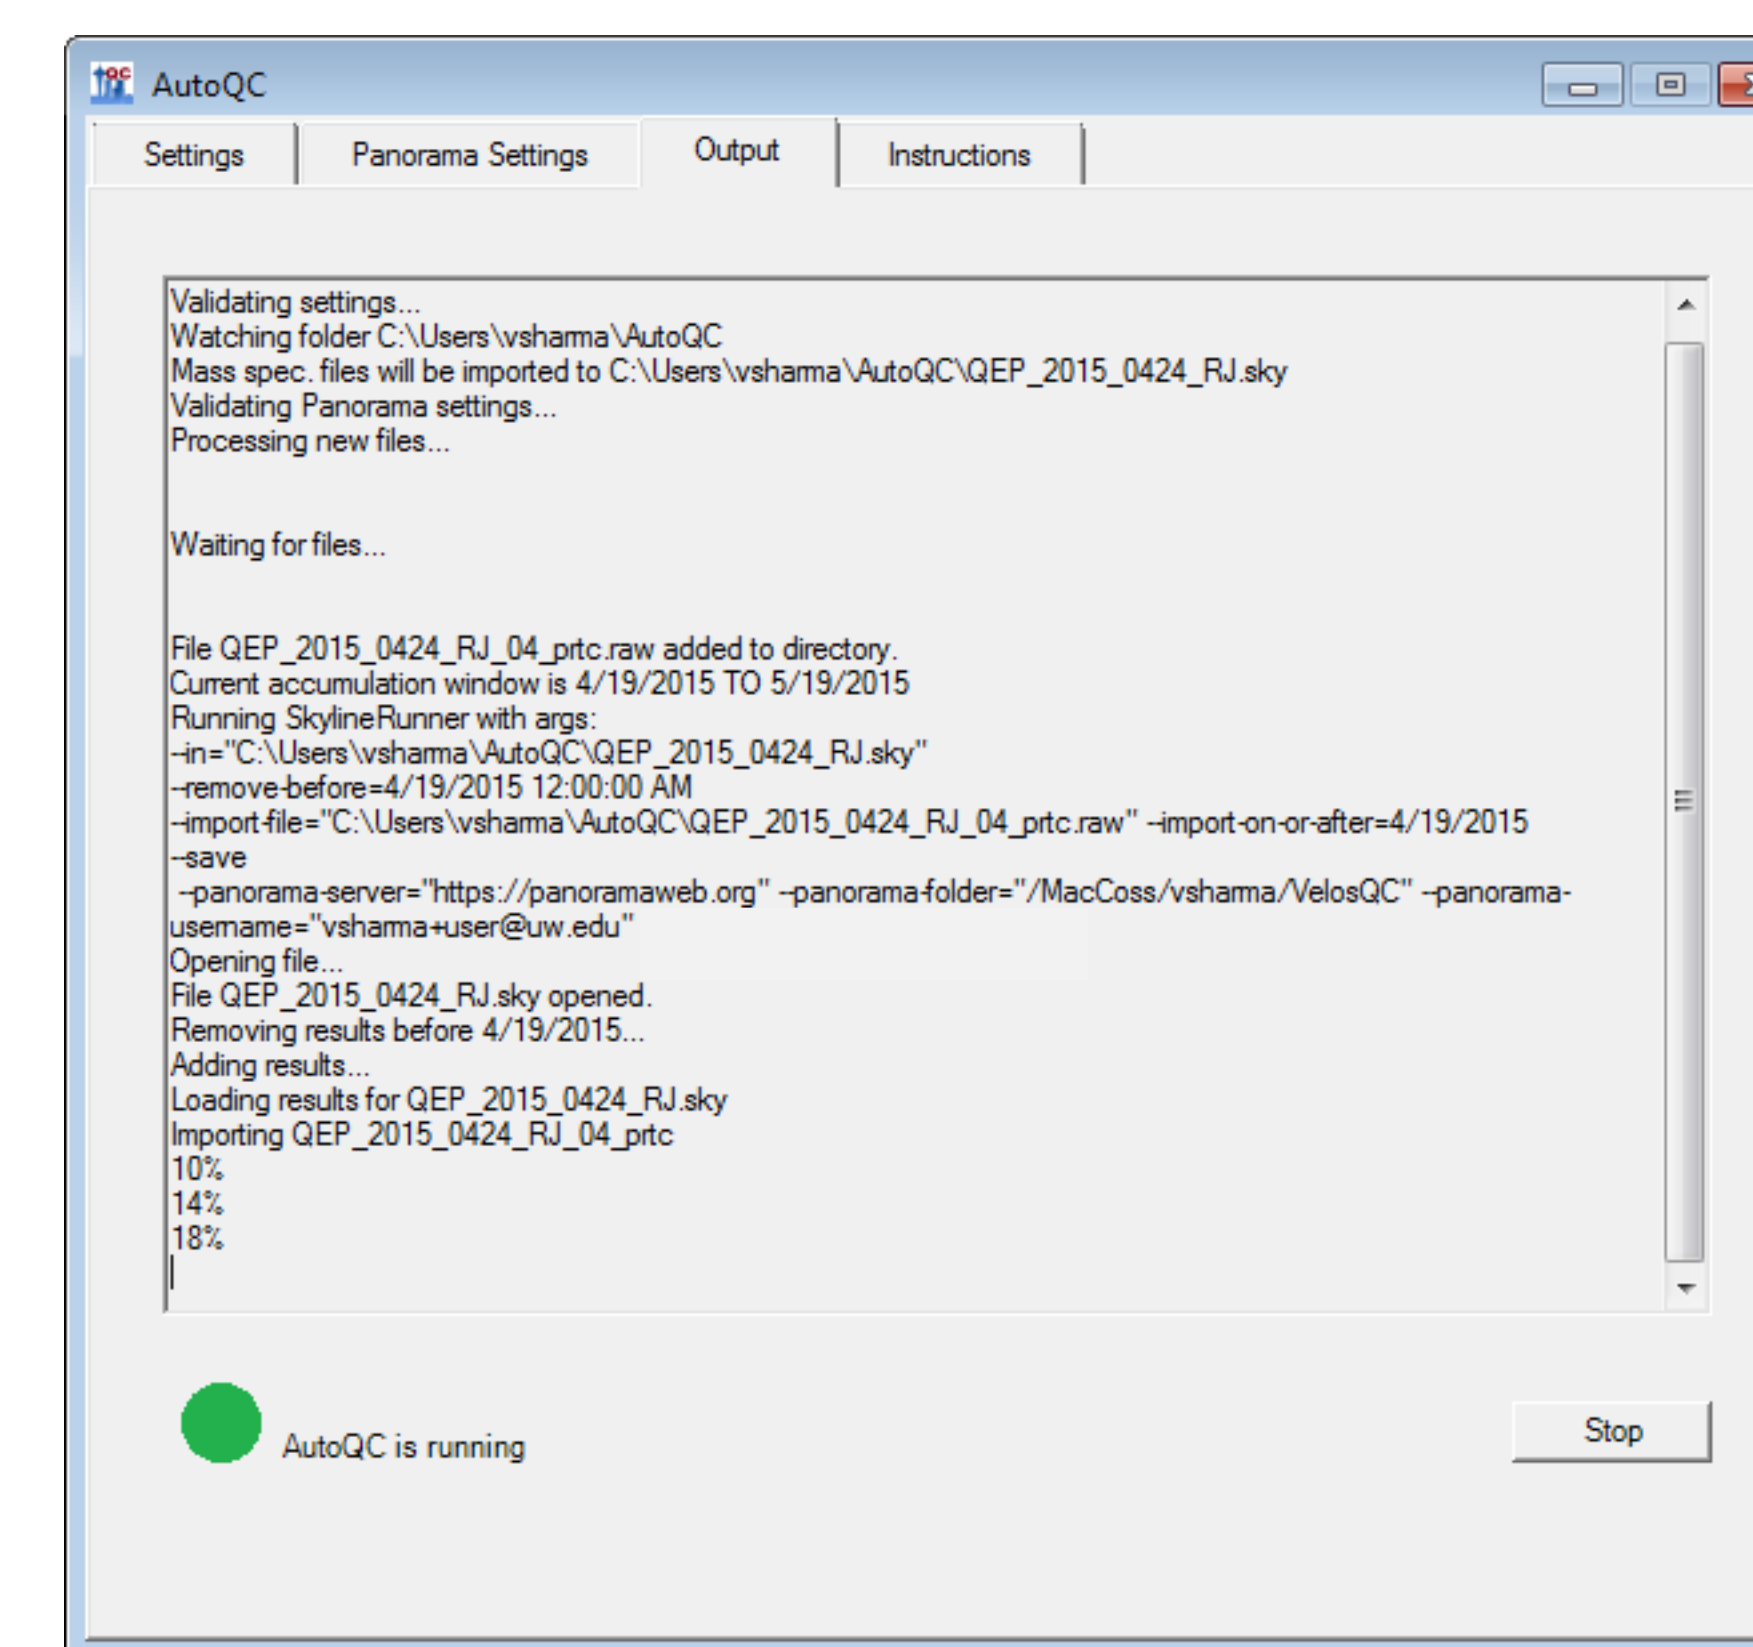 QC
AutoQC
Settings
Panorama Settings
Output
Instructions
Validating settings...
Watching folder C:\Users\vsharma\AutoQC
Mass spec. files will be imported to C:\Users\vsharma\AutoQC\QEP_2015_0424_RJ.sky
Validating Panorama settings...
Processing new files...
Waiting for files...
File QEP_2015_0424_RJ_04_prtc.raw added to directory.
Current accumulation window is 4/19/2015 TO 5/19/2015
Running SkylineRunner with args:
--in="C:\Users\vsharma\AutoQC\QEP_2015_0424_RJ.sky"
--remove-before=4/19/2015 12:00:00 AM
--import-file="C:\Users\vsharma\AutoQC\QEP_2015_0424_RJ_04_prtc.raw" --import-on-or-after=4/19/2015
--save
--panorama-server="https://panoramaweb.org" --panorama-folder="/MacCoss/vsharma/VelosQC" --panorama-
username="vsharma+user@uw.edu"
Opening file...
File QEP_2015_0424_RJ.sky opened.
Removing results before 4/19/2015...
Adding results...
Loading results for QEP_2015_0424_RJ.sky
Importing QEP_2015_0424_RJ_04_prtc
10%
14%
18%
AutoQC is running
Stop